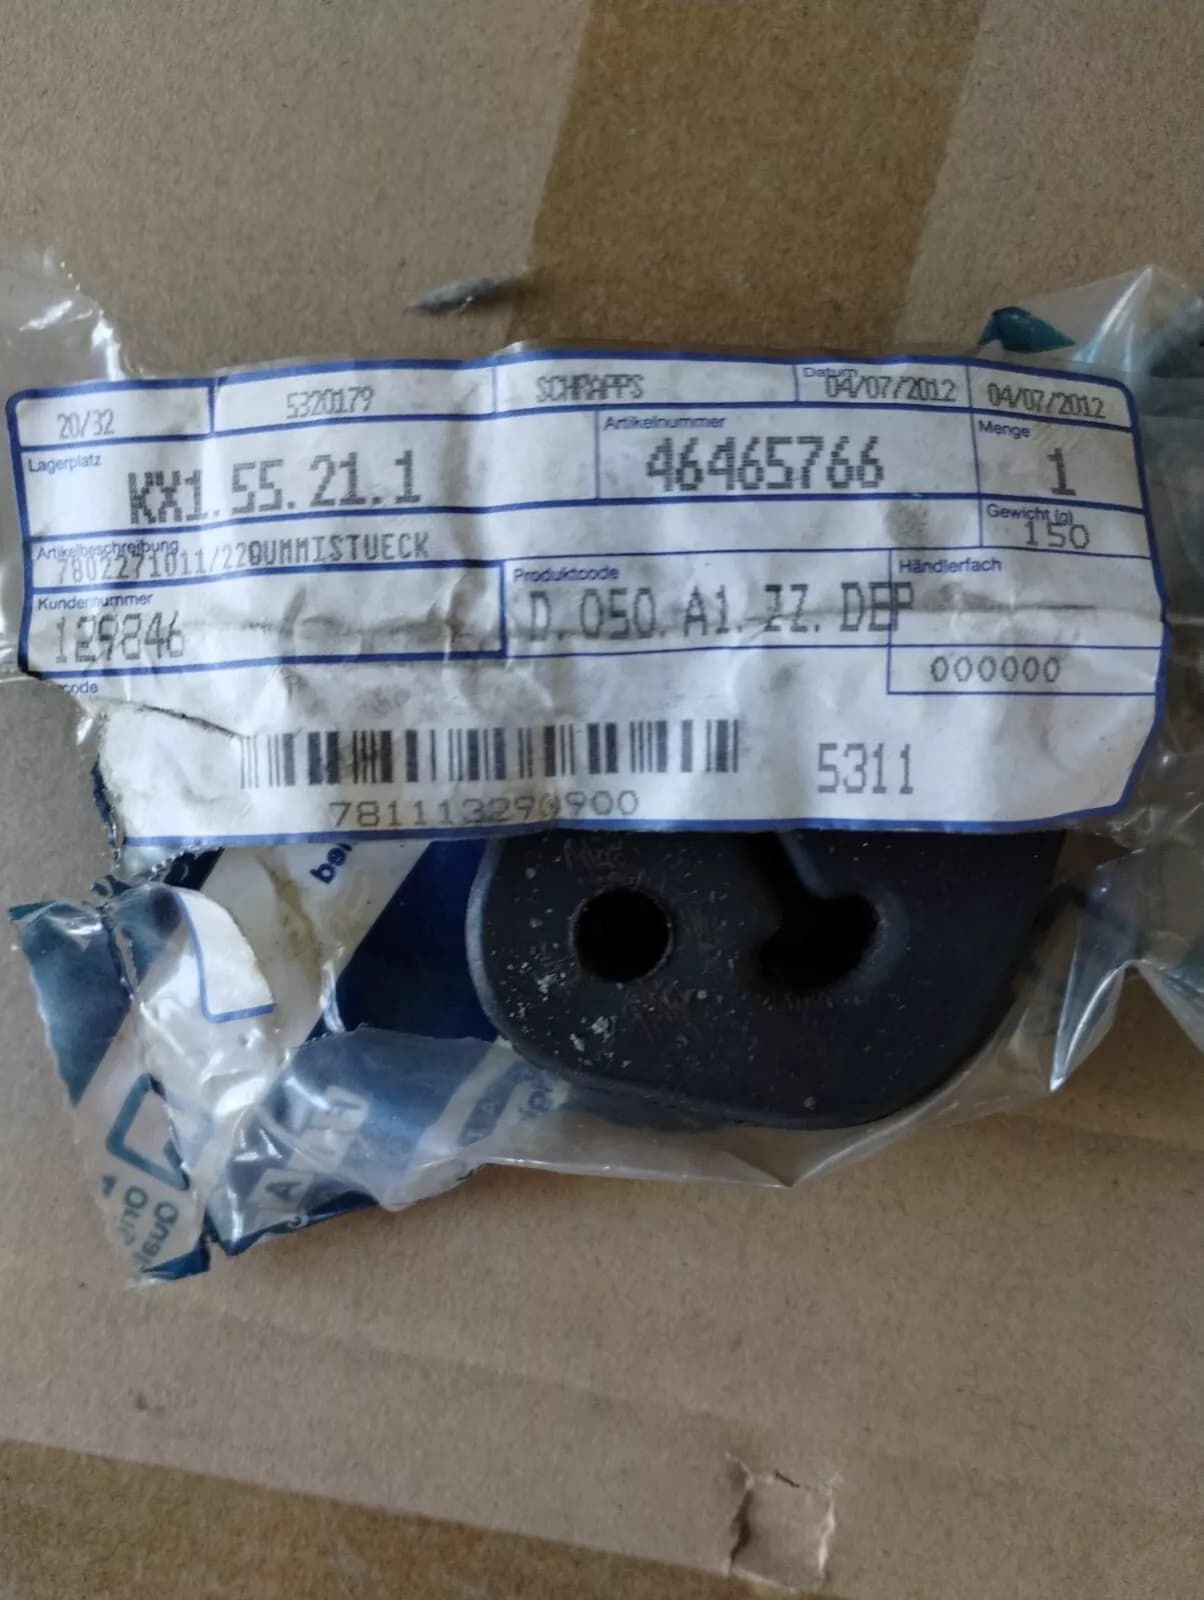 20/32 5320179 SCHRAPPS Datum 04/07/2012 04/07/2012
Lagerplatz KX1.55.21.1 Artikelnummer 46465766 Menge 1
Artikelbeschreibung 7802271011/22GUMMISTUECK Gewicht (g) 150
Kundennummer 129846 Produktcode D.050.A1.ZZ.DEP Händlerfach
code 000000
5311
781113290900